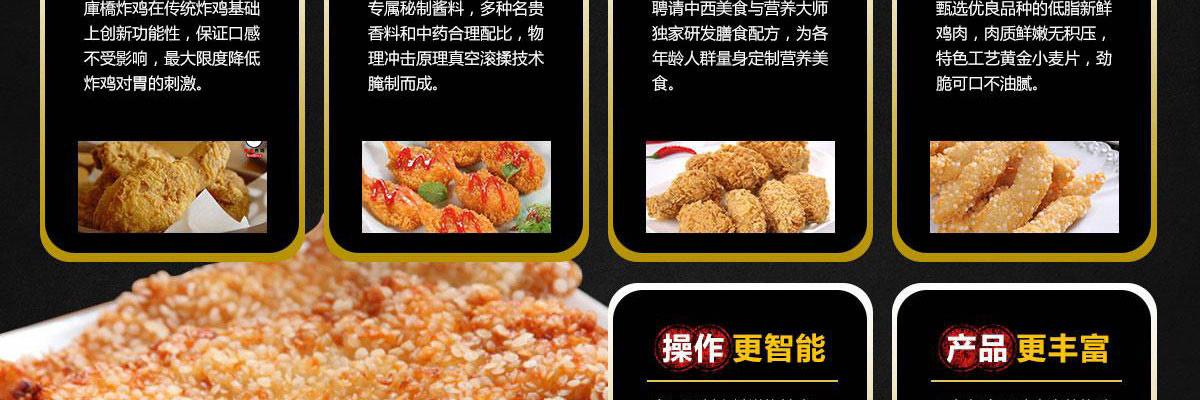 庫橋炸鸡在传统炸鸡基础
上创新功能性，保证口感
不受影响，最大限度降低
炸鸡对胃的刺激。
专属秘制酱料，多种名贵
香料和中药合理配比，物
理冲击原理真空滚揉技术
腌制而成。
聘请中西美食与营养大师
独家研发膳食配方，为各
年龄人群量身定制营养美
食。
甄选优良品种的低脂新鲜
鸡肉，肉质鲜嫩无积压，
特色工艺黄金小麦片，劲
脆可口不油腻。
操作更智能
产品更丰富